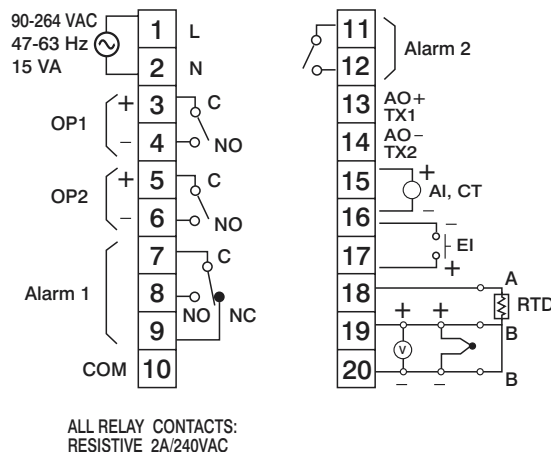 90-264 VAC
47-63 Hz
15 VA
1 L
2 N
OP1 + 3 C
− 4 NO
OP2 + 5 C
− 6 NO
Alarm 1 7 C
8 NO NC
9
COM 10
11
12 Alarm 2
13 AO+
TX1
14 AO−
TX2
15 + AI, CT
16 − −
17 EI +
18 A RTD
19 + + B
V
20 − − B
ALL RELAY CONTACTS:
RESISTIVE 2A/240VAC